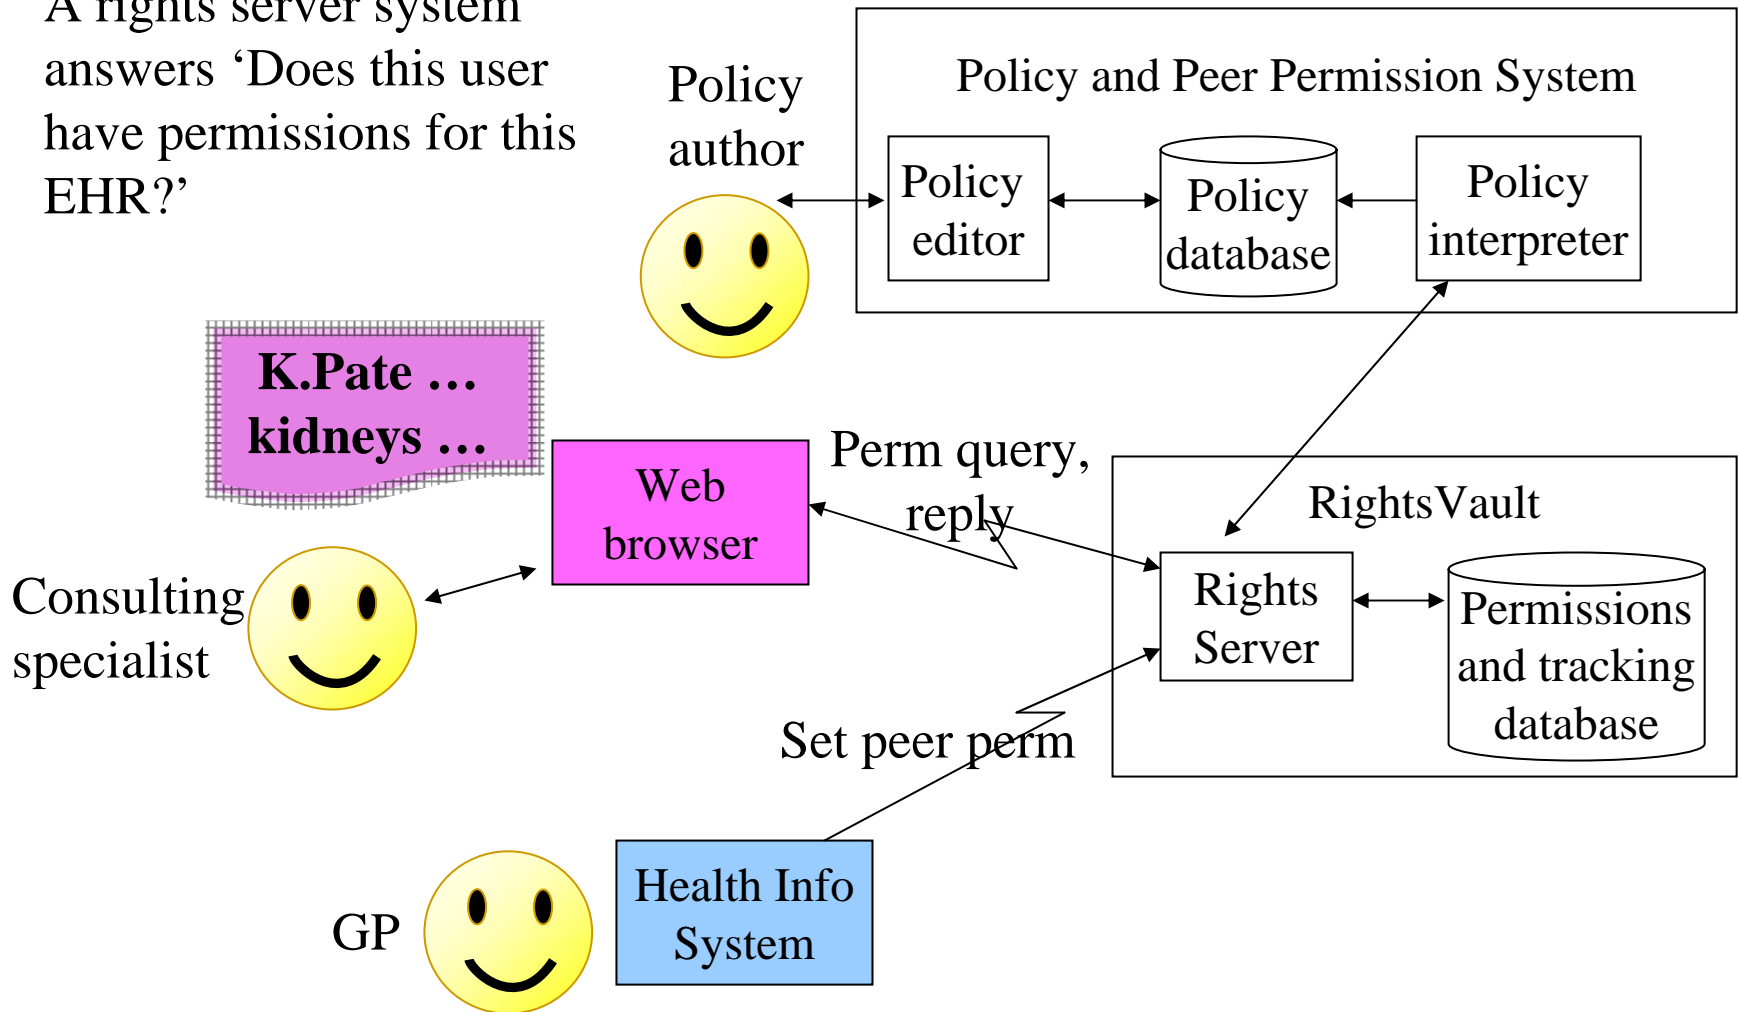 A rights server system
answers ‘Does this user
have permissions for this
EHR?’
Policy
author
Policy and Peer Permission System
Policy
editor
Policy
database
Policy
interpreter
K.Pate …
kidneys …
Web
browser
Perm query,
reply
RightsVault
Consulting
specialist
Rights
Server
Permissions
and tracking
database
Set peer perm
GP
Health Info
System